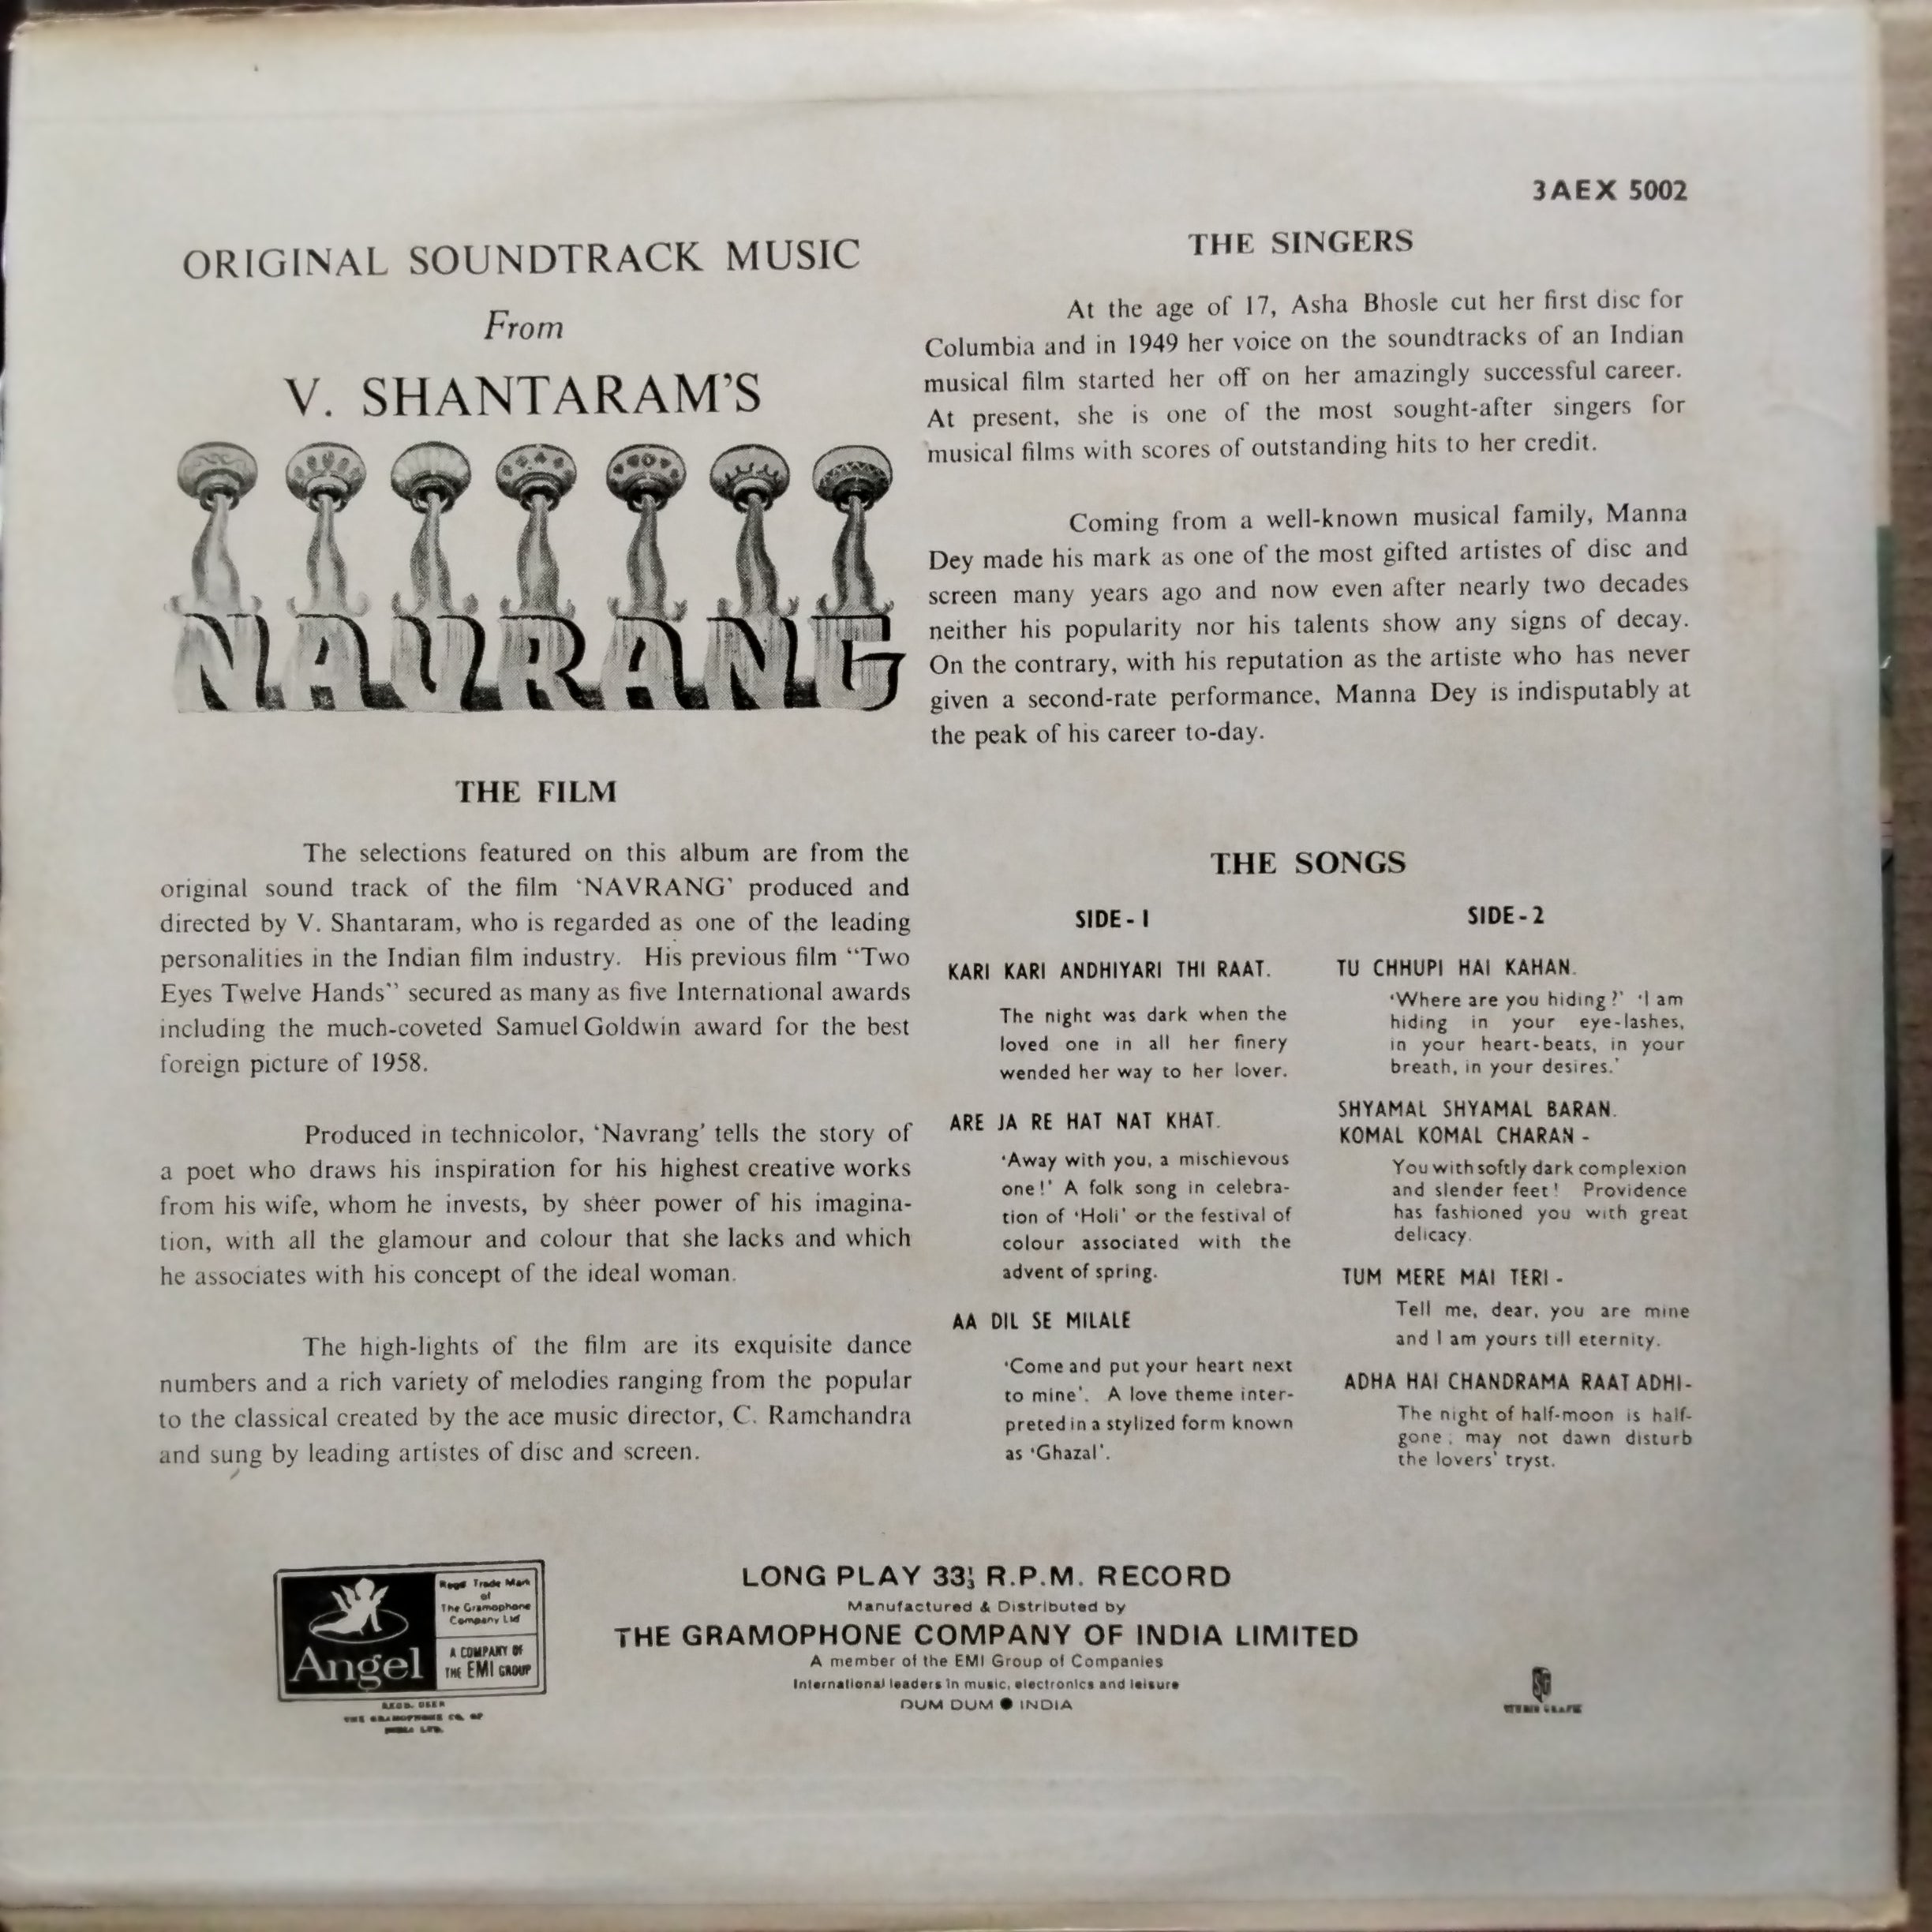 3AEX 5002
ORIGINAL SOUNDTRACK MUSIC
From
V. SHANTARAM'S
NAVRANG
THE FILM
The selections featured on this album are from the
original sound track of the film 'NAVRANG' produced and
directed by V. Shantaram, who is regarded as one of the leading
personalities in the Indian film industry. His previous film "Two
Eyes Twelve Hands" secured as many as five International awards
including the much-coveted Samuel Goldwin award for the best
foreign picture of 1958.
Produced in technicolor, 'Navrang' tells the story of
a poet who draws his inspiration for his highest creative works
from his wife, whom he invests, by sheer power of his imagina-
tion, with all the glamour and colour that she lacks and which
he associates with his concept of the ideal woman.
The high-lights of the film are its exquisite dance
numbers and a rich variety of melodies ranging from the popular
to the classical created by the ace music director, C. Ramchandra
and sung by leading artistes of disc and screen.
THE SINGERS
At the age of 17, Asha Bhosle cut her first disc for
Columbia and in 1949 her voice on the soundtracks of an Indian
musical film started her off on her amazingly successful career.
At present, she is one of the most sought-after singers for
musical films with scores of outstanding hits to her credit.
Coming from a well-known musical family, Manna
Dey made his mark as one of the most gifted artistes of disc and
screen many years ago and now even after nearly two decades
neither his popularity nor his talents show any signs of decay.
On the contrary, with his reputation as the artiste who has never
given a second-rate performance, Manna Dey is indisputably at
the peak of his career to-day.
THE SONGS
SIDE - 1
KARI KARI ANDHIYARI THI RAAT.
The night was dark when the
loved one in all her finery
wended her way to her lover.
ARE JA RE HAT NAT KHAT.
'Away with you, a mischievous
one!' A folk song in celebra-
tion of 'Holi' or the festival of
colour associated with the
advent of spring.
AA DIL SE MILALE
'Come and put your heart next
to mine'. A love theme inter-
preted in a stylized form known
as 'Ghazal'.
SIDE - 2
TU CHHUPI HAI KAHAN.
'Where are you hiding?' 'I am
hiding in your eye-lashes,
in your heart-beats, in your
breath, in your desires.'
SHYAMAL SHYAMAL BARAN.
KOMAL KOMAL CHARAN -
You with softly dark complexion
and slender feet! Providence
has fashioned you with great
delicacy.
TUM MERE MAI TERI -
Tell me, dear, you are mine
and I am yours till eternity.
ADHA HAI CHANDRAMA RAAT ADHI-
The night of half-moon is half-
gone; may not dawn disturb
the lovers' tryst.
Angel
Regd Trade Mark
of
The Gramophone
Company Ltd
A COMPANY OF
THE EMI GROUP
REGD. USER
THE GRAMOPHONE CO. OF
INDIA LTD.
LONG PLAY 33⅓ R.P.M. RECORD
Manufactured & Distributed by
THE GRAMOPHONE COMPANY OF INDIA LIMITED
A member of the EMI Group of Companies
International leaders in music, electronics and leisure
DUM DUM ● INDIA